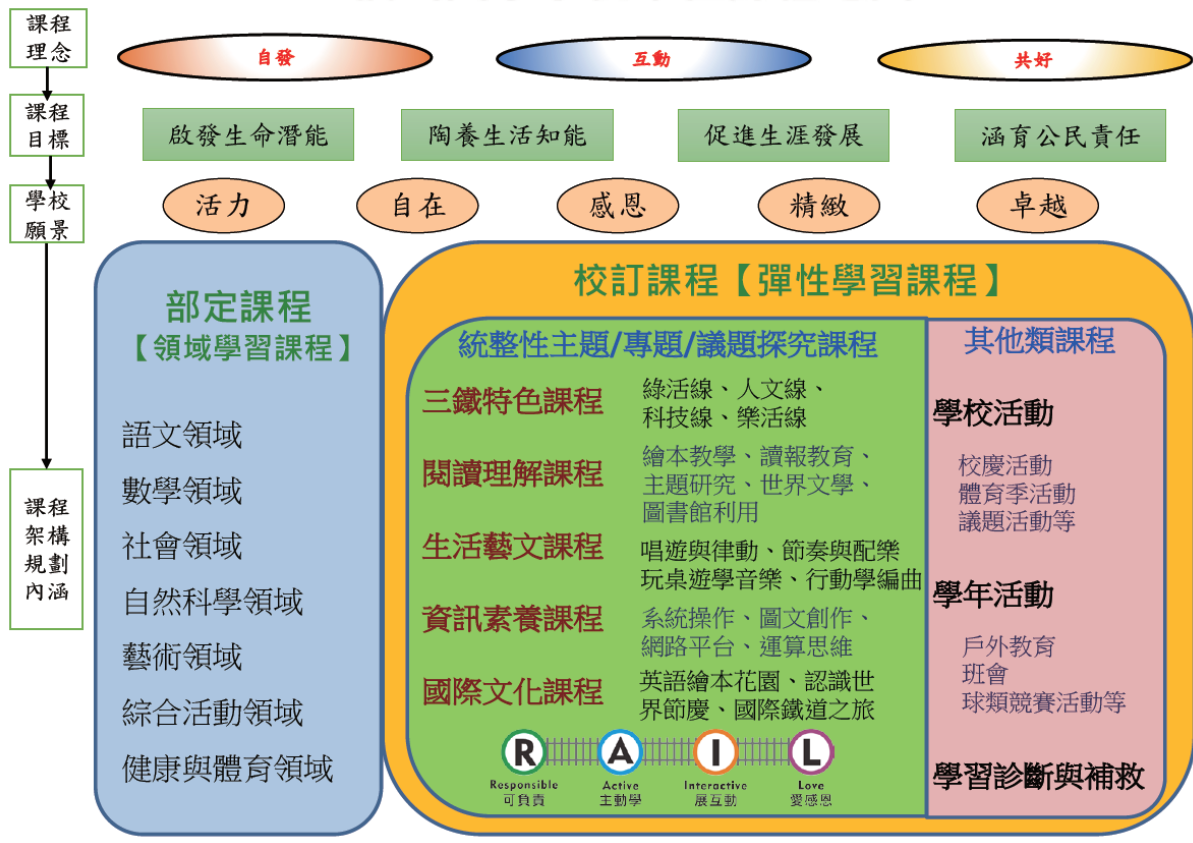 課程
理念
自發
互動
共好
課程
目標
啟發生命潛能
陶養生活知能
促進生涯發展
涵育公民責任
學校
願景
活力
自在
感恩
精緻
卓越
課程
架構
規劃
內涵
部定課程
【領域學習課程】
語文領域
數學領域
社會領域
自然科學領域
藝術領域
綜合活動領域
健康與體育領域
校訂課程【彈性學習課程】
統整性主題/專題/議題探究課程
三鐵特色課程
綠活線、人文線、
科技線、樂活線
閱讀理解課程
繪本教學、讀報教育、
主題研究、世界文學、
圖書館利用
生活藝文課程
唱遊與律動、節奏與配樂
玩桌遊學音樂、行動學編曲
資訊素養課程
系統操作、圖文創作、
網路平台、運算思維
國際文化課程
英語繪本花園、認識世
界節慶、國際鐵道之旅
R A I L
Responsible Active Interactive Love
可負責 主動學 展互動 愛感恩
其他類課程
學校活動
校慶活動
體育季活動
議題活動等
學年活動
戶外教育
班會
球類競賽活動等
學習診斷與補救